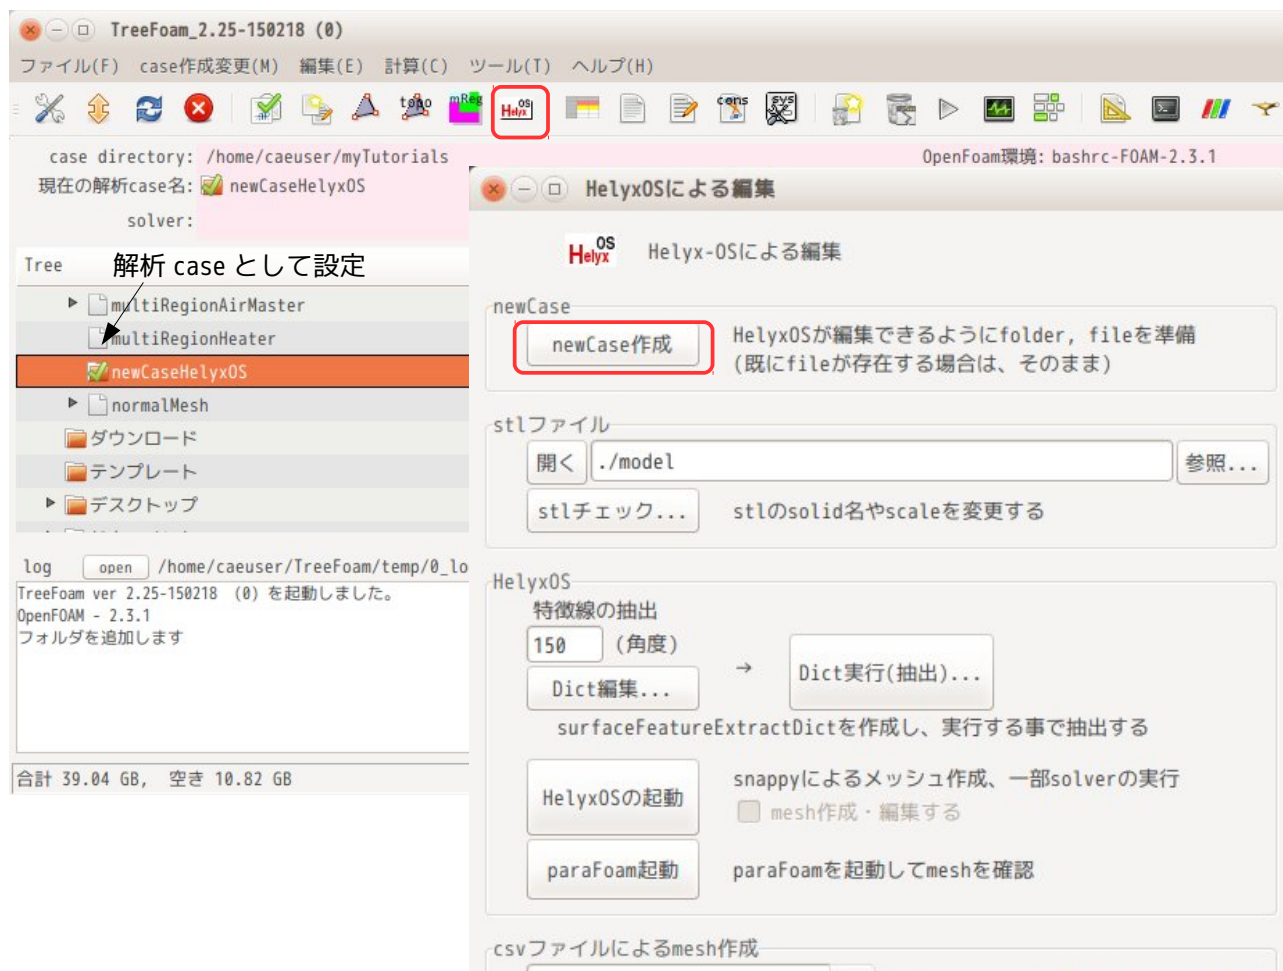 TreeFoam_2.25-150218 (0)
ファイル(F) case作成変更(M) 編集(E) 計算(C) ツール(T) ヘルプ(H)
topo mReg Helyx OS cons sys
case directory: /home/caeuser/myTutorials
OpenFoam環境: bashrc-FOAM-2.3.1
現在の解析case名: newCaseHelyxOS
solver:
Tree
解析 case として設定
multiRegionAirMaster
multiRegionHeater
newCaseHelyxOS
normalMesh
ダウンロード
テンプレート
デスクトップ
log open /home/caeuser/TreeFoam/temp/0_lo
TreeFoam ver 2.25-150218 (0) を起動しました。
OpenFOAM - 2.3.1
フォルダを追加します
合計 39.04 GB, 空き 10.82 GB
HelyxOSによる編集
Helyx OS Helyx-OSによる編集
newCase
newCase作成 HelyxOSが編集できるようにfolder, fileを準備
(既にfileが存在する場合は、そのまま)
stlファイル
開く ./model 参照...
stlチェック... stlのsolid名やscaleを変更する
HelyxOS
特徴線の抽出
150 (角度)
Dict編集... → Dict実行(抽出)...
surfaceFeatureExtractDictを作成し、実行する事で抽出する
HelyxOSの起動 snappyによるメッシュ作成、一部solverの実行
mesh作成・編集する
paraFoam起動 paraFoamを起動してmeshを確認
csvファイルによるmesh作成